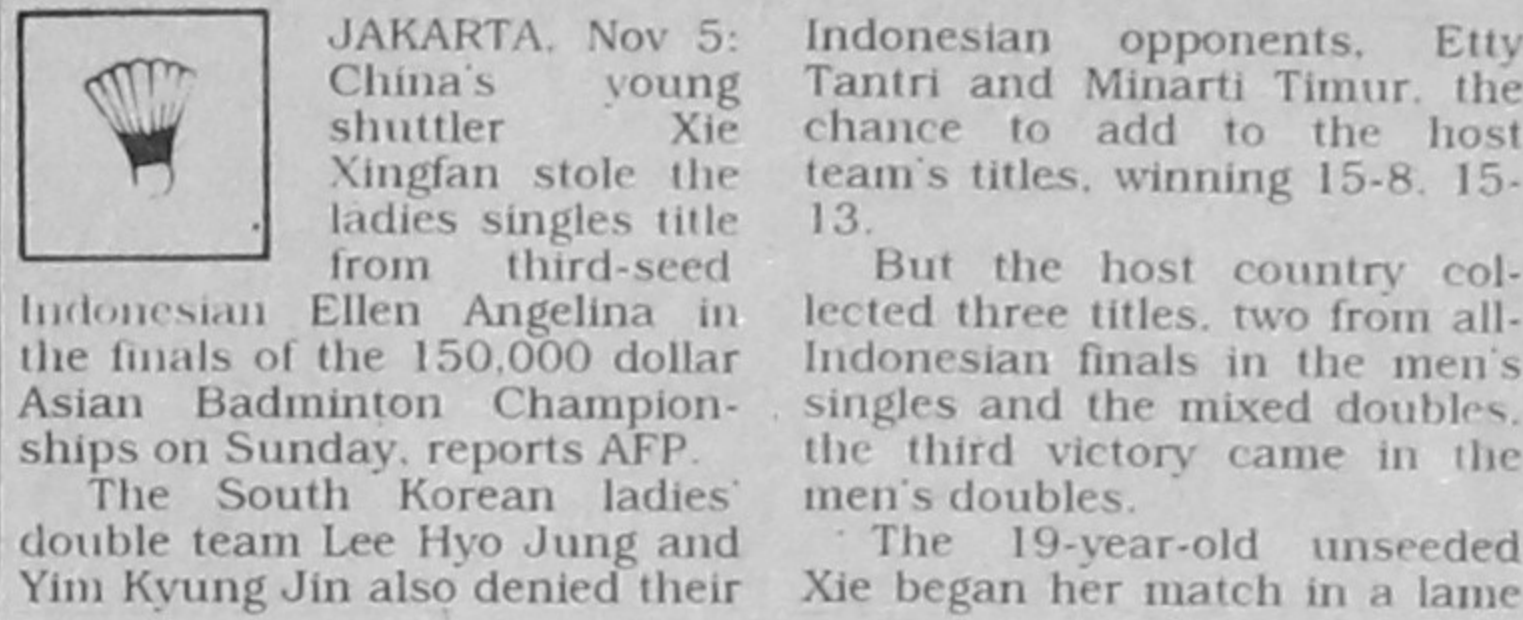 JAKARTA, Nov 5:
China's young
shuttler Xie
Xingfan stole the
ladies singles title
from third-seed
Indonesian Ellen Angelina in
the finals of the 150,000 dollar
Asian Badminton Champion-
ships on Sunday, reports AFP.
The South Korean ladies'
double team Lee Hyo Jung and
Yim Kyung Jin also denied their
Indonesian opponents, Etty
Tantri and Minarti Timur, the
chance to add to the host
team's titles, winning 15-8, 15-
13.
But the host country col-
lected three titles, two from all-
Indonesian finals in the men's
singles and the mixed doubles,
the third victory came in the
men's doubles.
The 19-year-old unseeded
Xie began her match in a lame